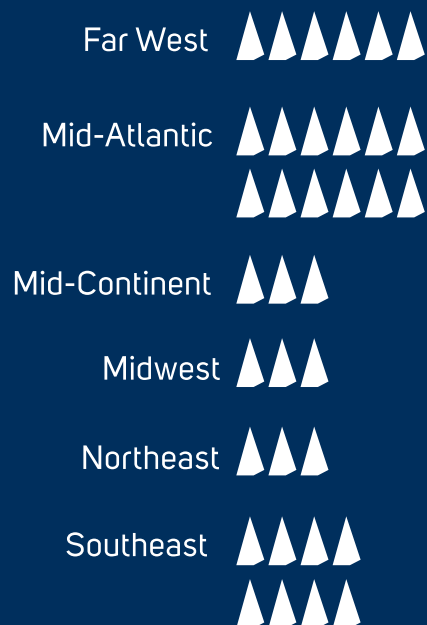 Far West
Mid-Atlantic
Mid-Continent
Midwest
Northeast
Southeast